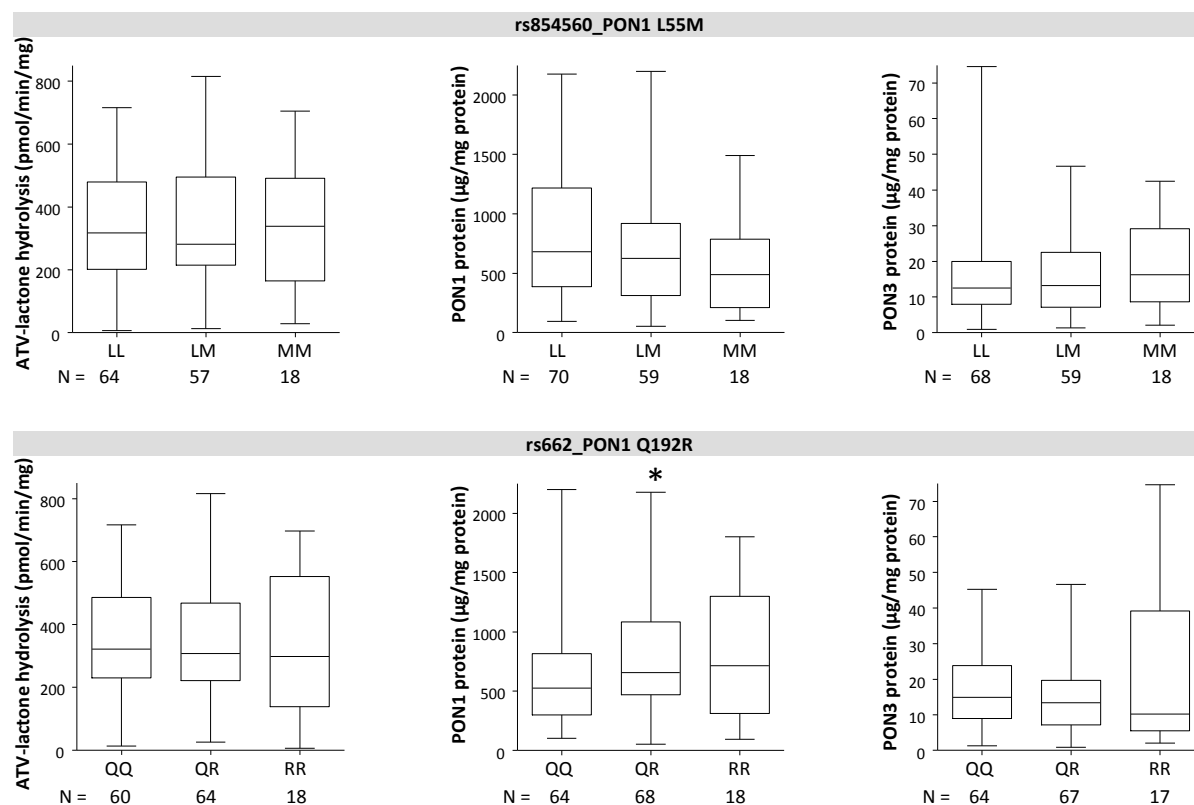 rs854560_PON1 L55M
ATV-lactone hydrolysis (pmol/min/mg)
800
600
400
200
0
LL LM MM
N = 64 57 18
PON1 protein (µg/mg protein)
2000
1500
1000
500
0
LL LM MM
N = 70 59 18
PON3 protein (µg/mg protein)
70
60
50
40
30
20
10
0
LL LM MM
N = 68 59 18
rs662_PON1 Q192R
ATV-lactone hydrolysis (pmol/min/mg)
800
600
400
200
0
QQ QR RR
N = 60 64 18
PON1 protein (µg/mg protein)
*
2000
1500
1000
500
0
QQ QR RR
N = 64 68 18
PON3 protein (µg/mg protein)
70
60
50
40
30
20
10
0
QQ QR RR
N = 64 67 17